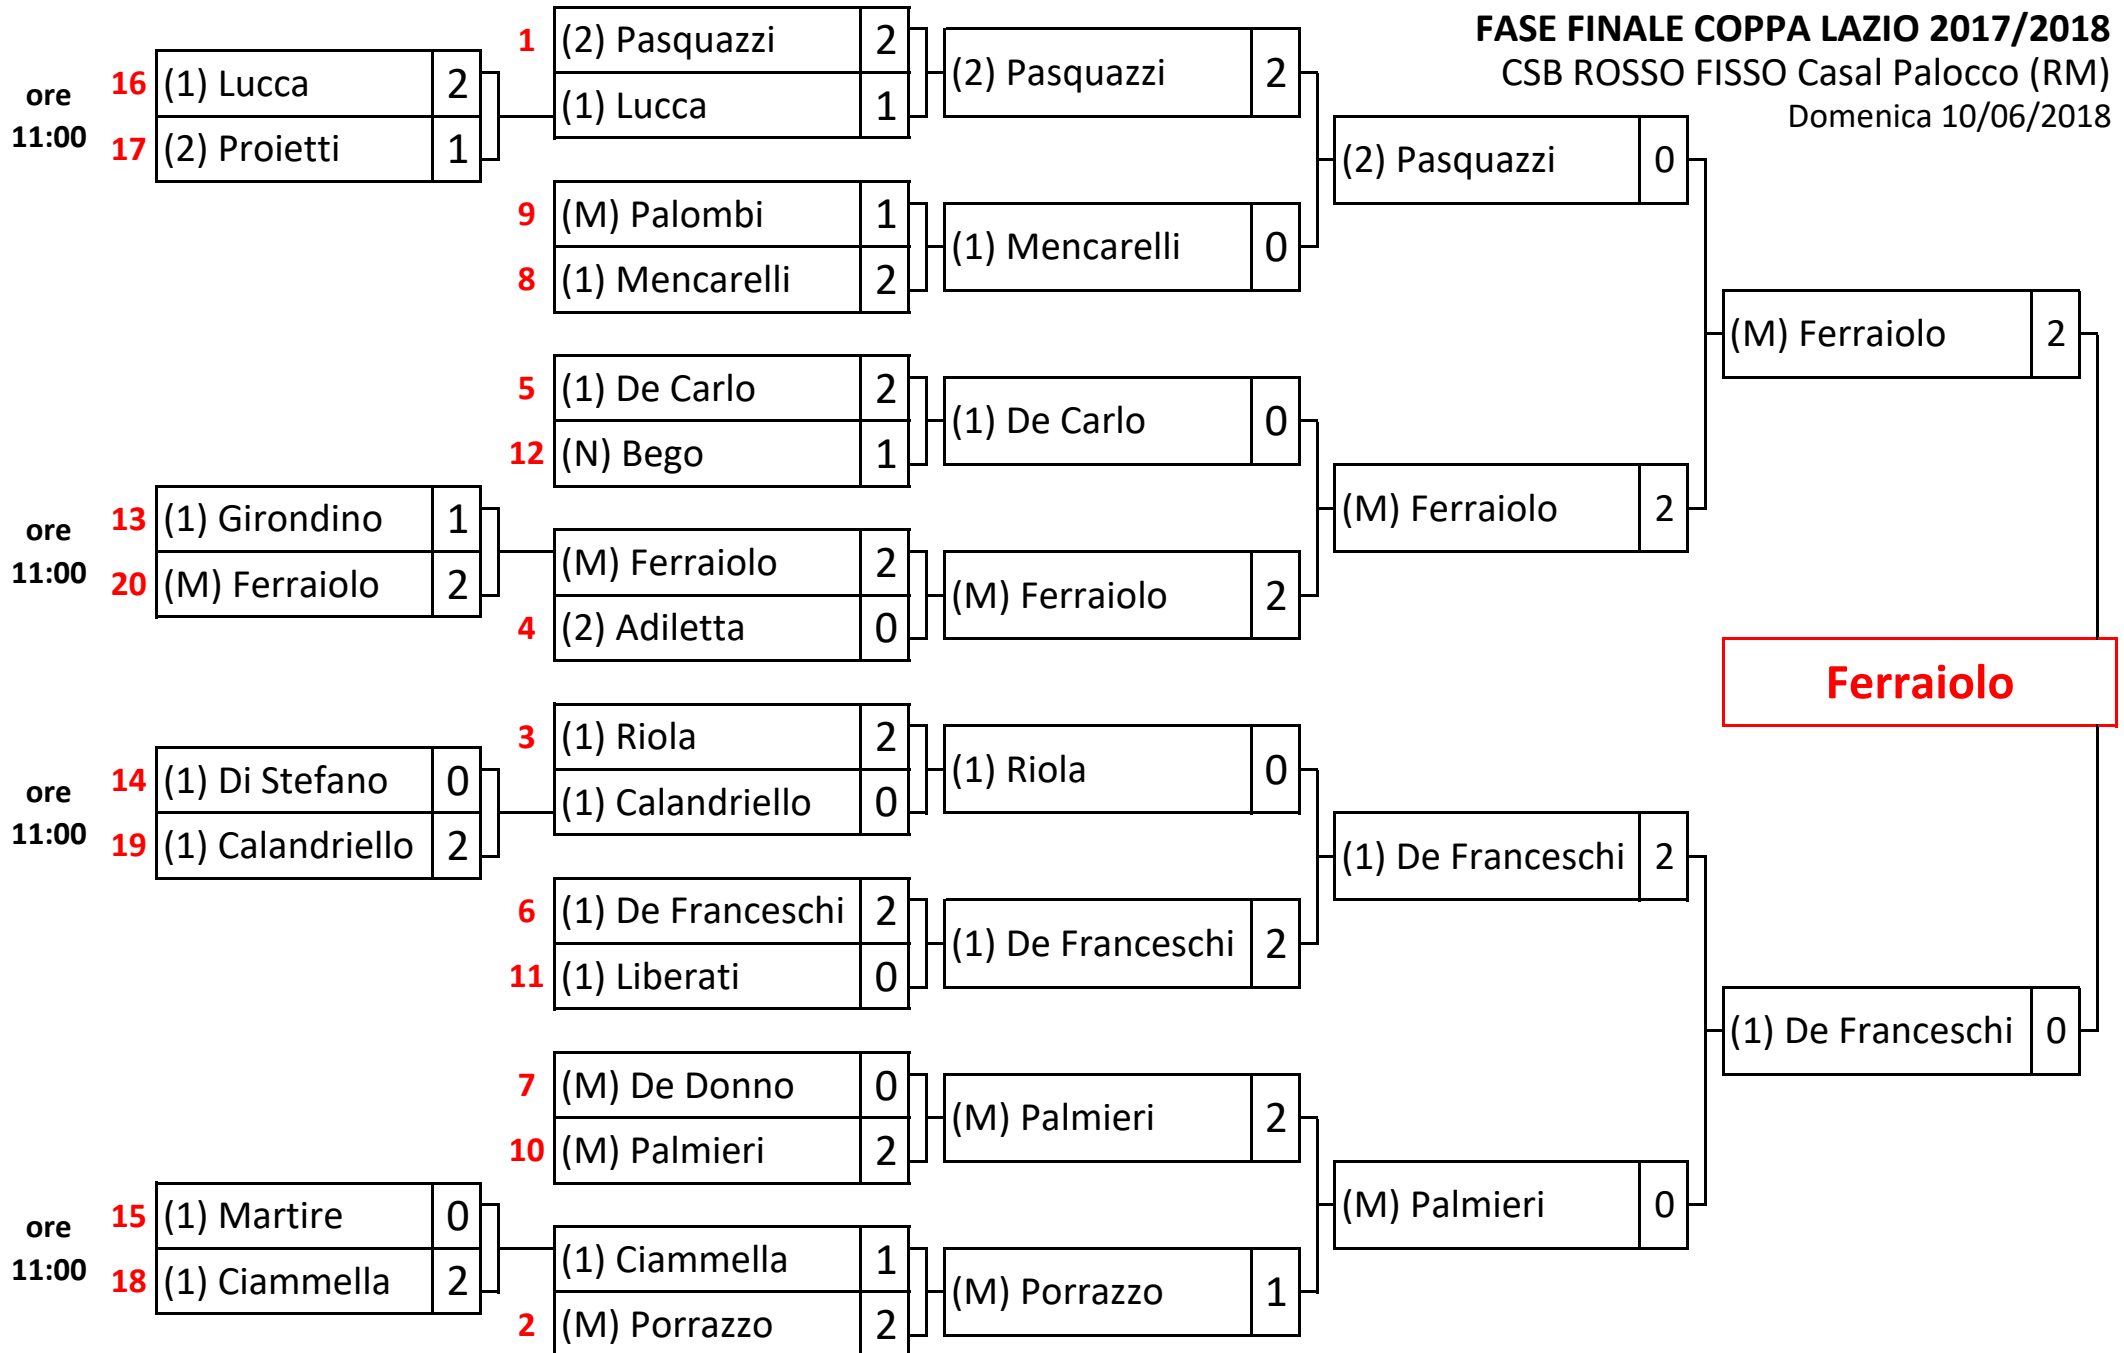 FASE FINALE COPPA LAZIO 2017/2018
CSB ROSSO FISSO Casal Palocco (RM)
Domenica 10/06/2018
ore
11:00
16 (1) Lucca 2
17 (2) Proietti 1
ore
11:00
13 (1) Girondino 1
20 (M) Ferraiolo 2
ore
11:00
14 (1) Di Stefano 0
19 (1) Calandriello 2
ore
11:00
15 (1) Martire 0
18 (1) Ciammella 2
1 (2) Pasquazzi 2
(1) Lucca 1
9 (M) Palombi 1
8 (1) Mencarelli 2
5 (1) De Carlo 2
12 (N) Bego 1
(M) Ferraiolo 2
4 (2) Adiletta 0
3 (1) Riola 2
(1) Calandriello 0
6 (1) De Franceschi 2
11 (1) Liberati 0
7 (M) De Donno 0
10 (M) Palmieri 2
(1) Ciammella 1
2 (M) Porrazzo 2
(2) Pasquazzi 2
(1) Mencarelli 0
(1) De Carlo 0
(M) Ferraiolo 2
(1) Riola 0
(1) De Franceschi 2
(M) Palmieri 2
(M) Porrazzo 1
(2) Pasquazzi 0
(M) Ferraiolo 2
(1) De Franceschi 2
(M) Palmieri 0
(M) Ferraiolo 2
(1) De Franceschi 0
Ferraiolo